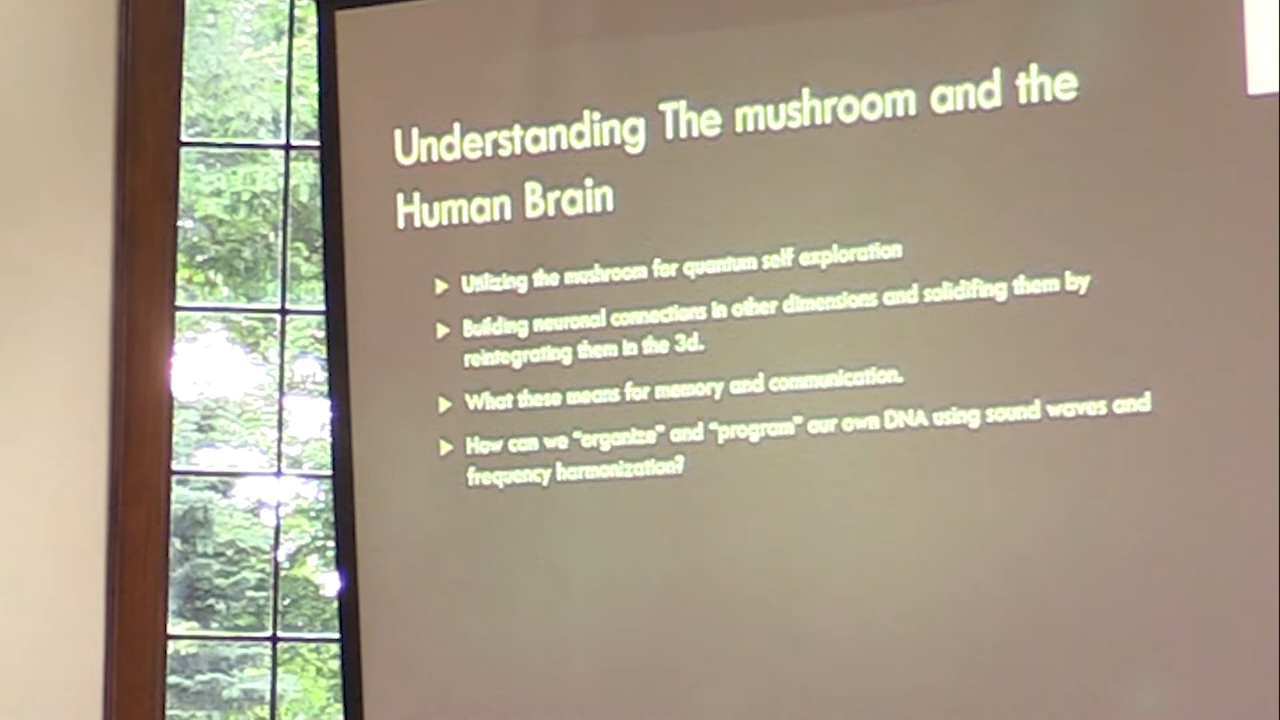 Understanding The mushroom and the
Human Brain
Utilizing the mushroom for quantum self exploration
Building neuronal connections in other dimensions and solidifing them by
reintegrating them in the 3d.
What these means for memory and communication.
How can we "organize" and "program" our own DNA using sound waves and
frequency harmonization?